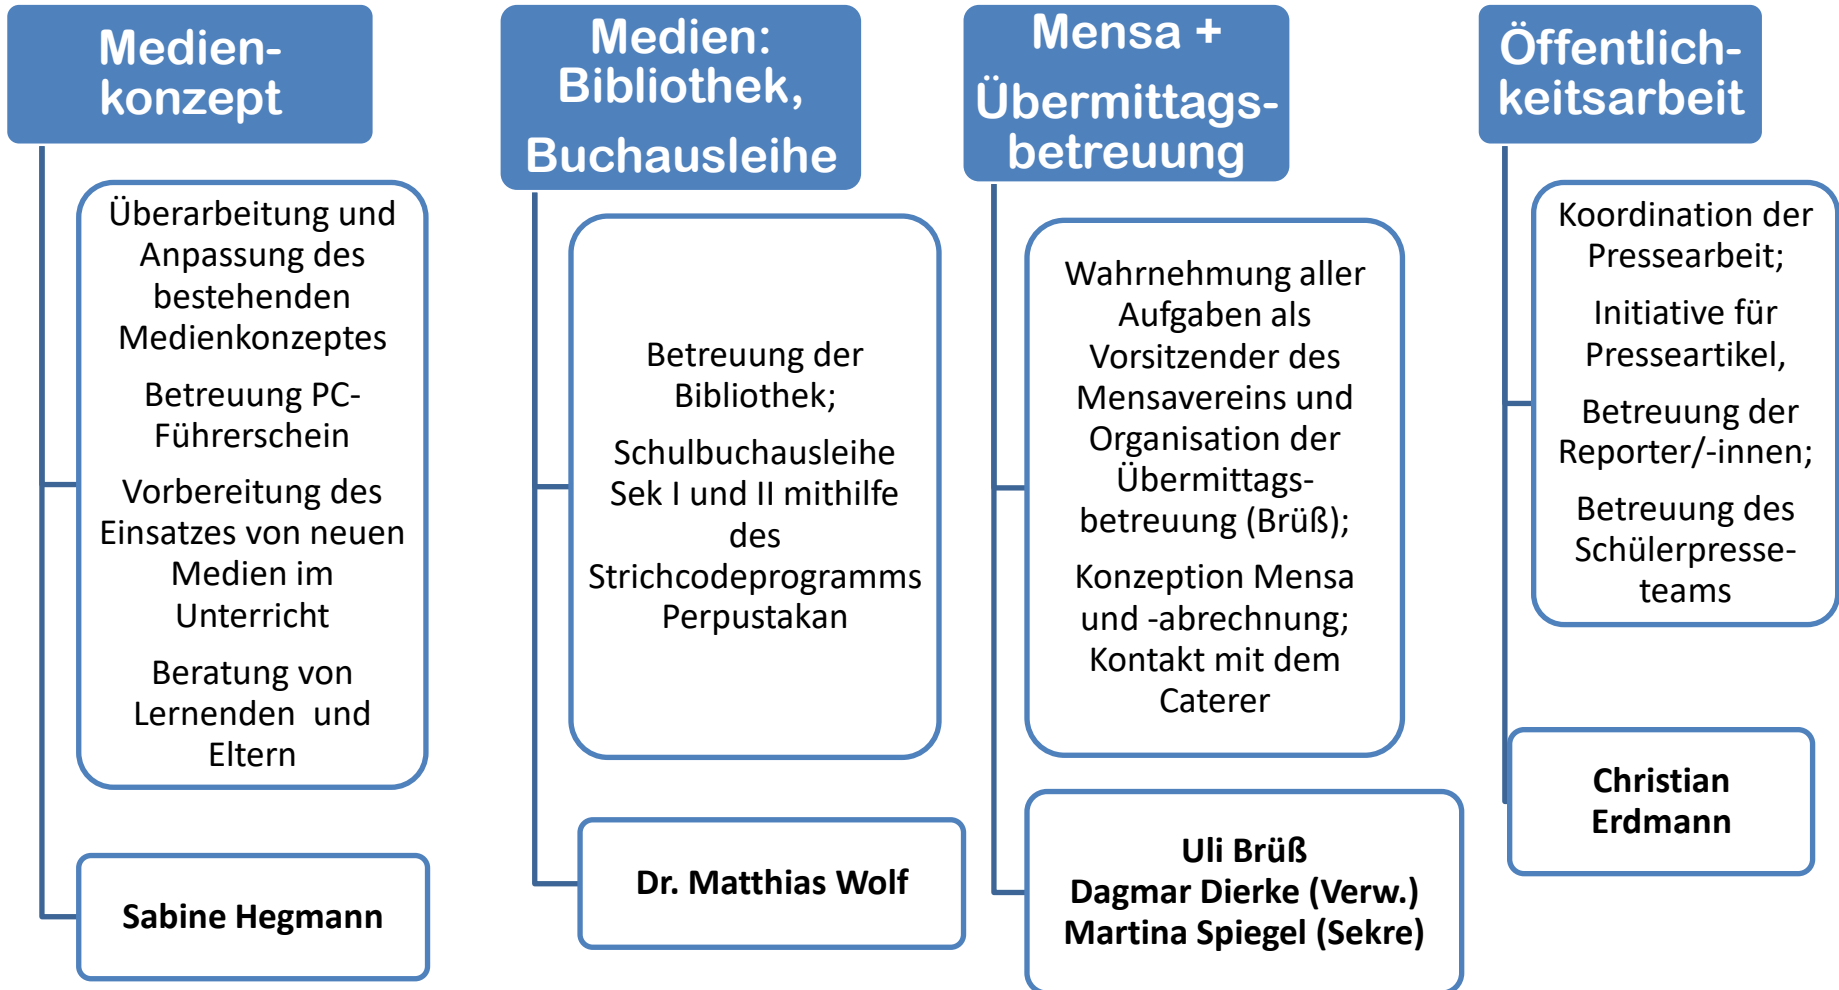 Medien-
konzept
Überarbeitung und
Anpassung des
bestehenden
Medienkonzeptes
Betreuung PC-
Führerschein
Vorbereitung des
Einsatzes von neuen
Medien im
Unterricht
Beratung von
Lernenden und
Eltern
Sabine Hegmann
Medien:
Bibliothek,
Buchausleihe
Betreuung der
Bibliothek;
Schulbuchausleihe
Sek I und II mithilfe
des
Strichcodeprogramms
Perpustakan
Dr. Matthias Wolf
Mensa +
Übermittags-
betreuung
Wahrnehmung aller
Aufgaben als
Vorsitzender des
Mensavereins und
Organisation der
Übermittags-
betreuung (Brüß);
Konzeption Mensa
und -abrechnung;
Kontakt mit dem
Caterer
Uli Brüß
Dagmar Dierke (Verw.)
Martina Spiegel (Sekre)
Öffentlich-
keitsarbeit
Koordination der
Pressearbeit;
Initiative für
Presseartikel,
Betreuung der
Reporter/-innen;
Betreuung des
Schülerpresse-
teams
Christian
Erdmann